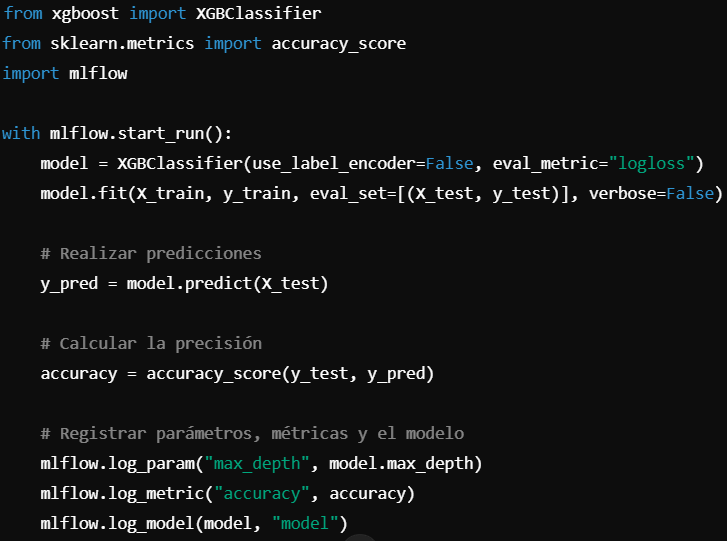 from xgboost import XGBClassifier
from sklearn.metrics import accuracy_score
import mlflow
with mlflow.start_run():
model = XGBClassifier(use_label_encoder=False, eval_metric="logloss")
model.fit(X_train, y_train, eval_set=[(X_test, y_test)], verbose=False)
# Realizar predicciones
y_pred = model.predict(X_test)
# Calcular la precisión
accuracy = accuracy_score(y_test, y_pred)
# Registrar parámetros, métricas y el modelo
mlflow.log_param("max_depth", model.max_depth)
mlflow.log_metric("accuracy", accuracy)
mlflow.log_model(model, "model")